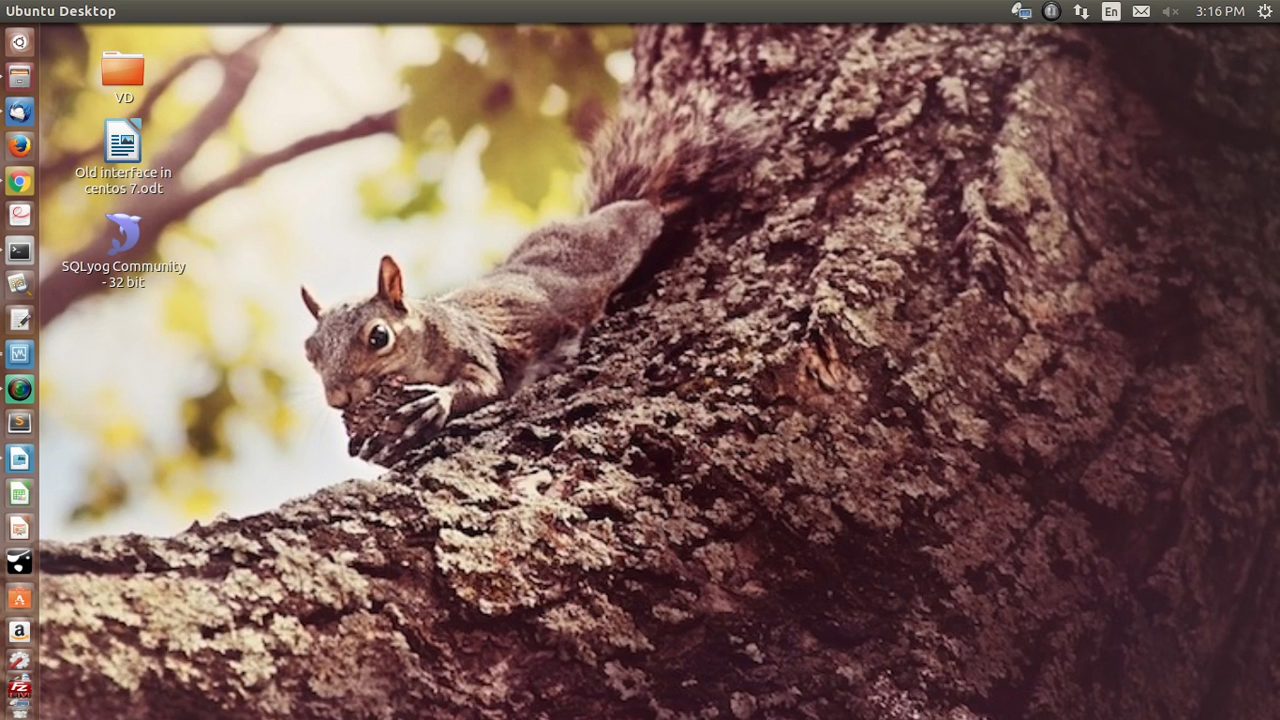 Ubuntu Desktop
En
3:16 PM
VD
Old interface in
centos 7.odt
SQLyog Community
- 32 bit